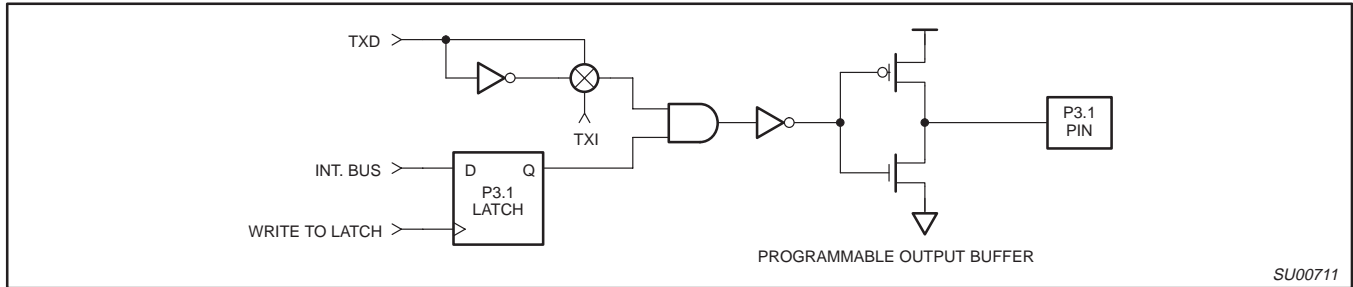 TXD
TXI
INT. BUS
D Q
P3.1
LATCH
WRITE TO LATCH
P3.1
PIN
PROGRAMMABLE OUTPUT BUFFER
SU00711